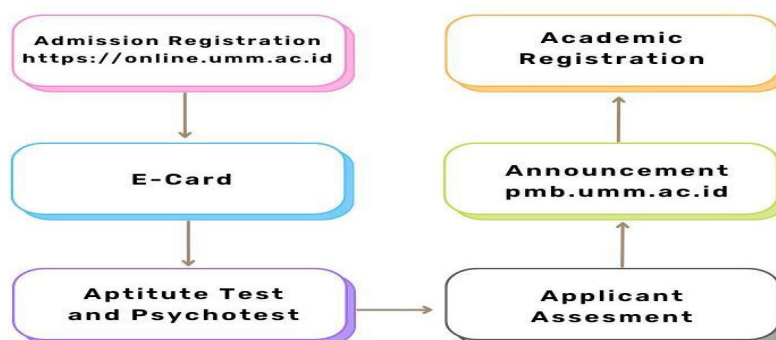 Admission Registration
https://online.umm.ac.id
E-Card
Aptitute Test
and Psychotest
Applicant
Assesment
Announcement
pmb.umm.ac.id
Academic
Registration